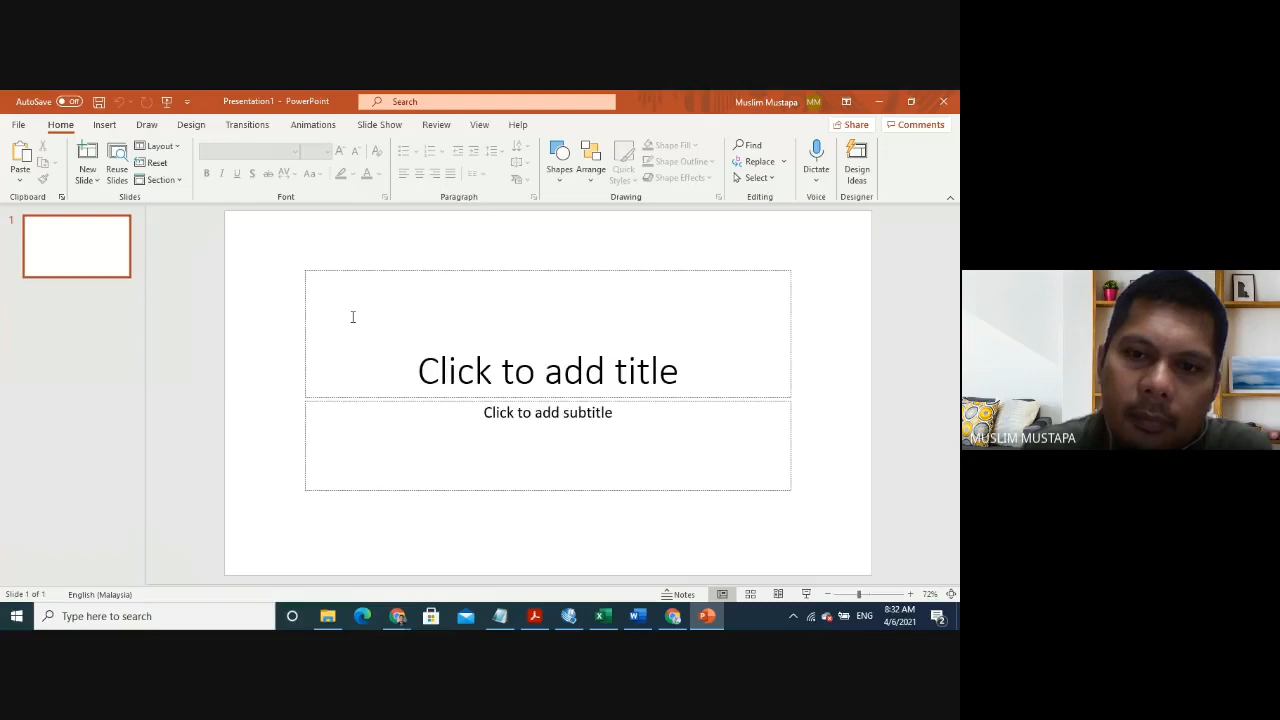 AutoSave Off Presentation1 - PowerPoint Search Muslim Mustapa MM
File Home Insert Draw Design Transitions Animations Slide Show Review View Help Share Comments
Paste
Clipboard
New Slide
Reuse Slides
Layout
Reset
Section
Slides
B I U S ab AV Aa A
Font
Paragraph
Shapes
Arrange
Quick Styles
Shape Fill
Shape Outline
Shape Effects
Drawing
Find
Replace
Select
Editing
Dictate
Voice
Design Ideas
Designer
1
Click to add title
Click to add subtitle
MUSLIM MUSTAPA
Slide 1 of 1 English (Malaysia) Notes 72%
Type here to search ENG 8:32 AM
4/6/2021
2